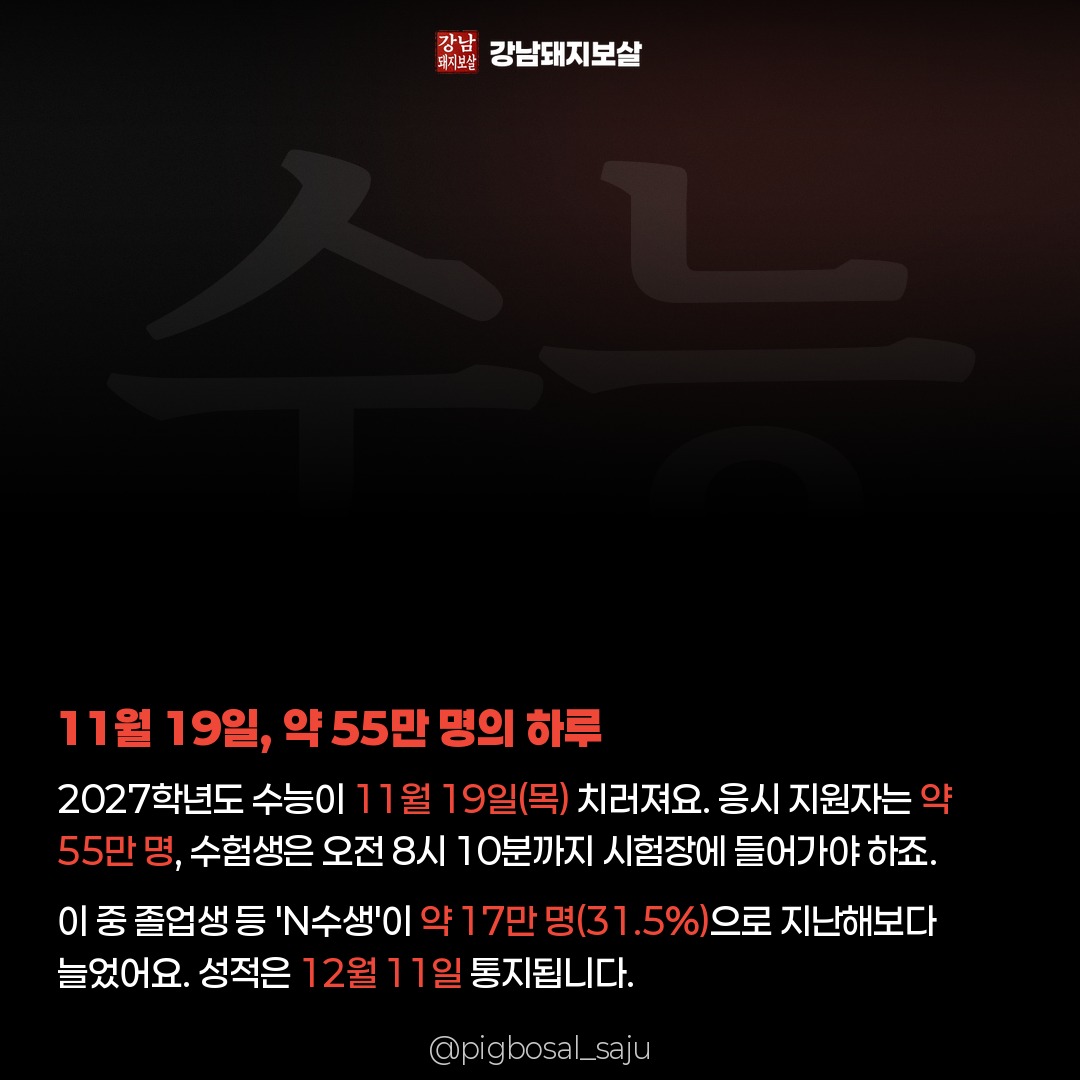 강남
돼지보살
강남돼지보살
수능
11월 19일, 약 55만 명의 하루
2027학년도 수능이 11월 19일(목) 치러져요. 응시 지원자는 약
55만 명, 수험생은 오전 8시 10분까지 시험장에 들어가야 하죠.
이 중 졸업생 등 'N수생'이 약 17만 명(31.5%)으로 지난해보다
늘었어요. 성적은 12월 11일 통지됩니다.
@pigbosal_saju